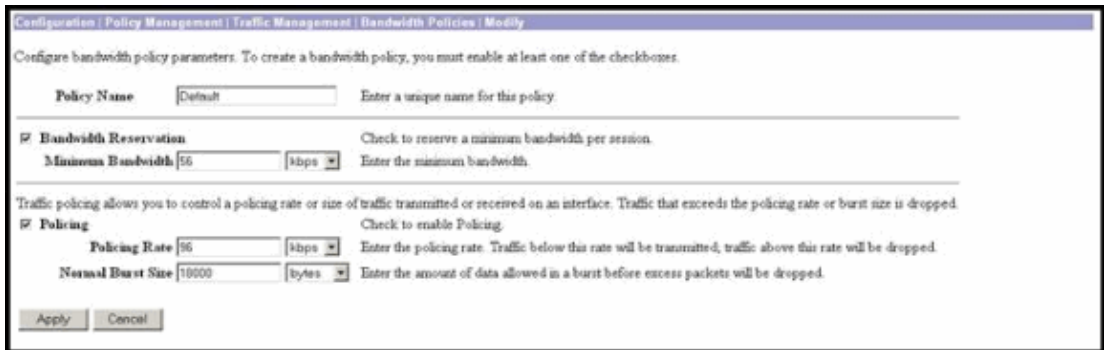 Configuration | Policy Management | Traffic Management | Bandwidth Policies | Modify
Configure bandwidth policy parameters. To create a bandwidth policy, you must enable at least one of the checkboxes.
Policy Name Default Enter a unique name for this policy.
Bandwidth Reservation Check to reserve a minimum bandwidth per session.
Minimum Bandwidth 56 kbps Enter the minimum bandwidth.
Traffic policing allows you to control a policing rate or size of traffic transmitted or received on an interface. Traffic that exceeds the policing rate or burst size is dropped.
Policing Check to enable Policing.
Policing Rate 96 kbps Enter the policing rate. Traffic below this rate will be transmitted, traffic above this rate will be dropped.
Normal Burst Size 18000 bytes Enter the amount of data allowed in a burst before excess packets will be dropped.
Apply Cancel